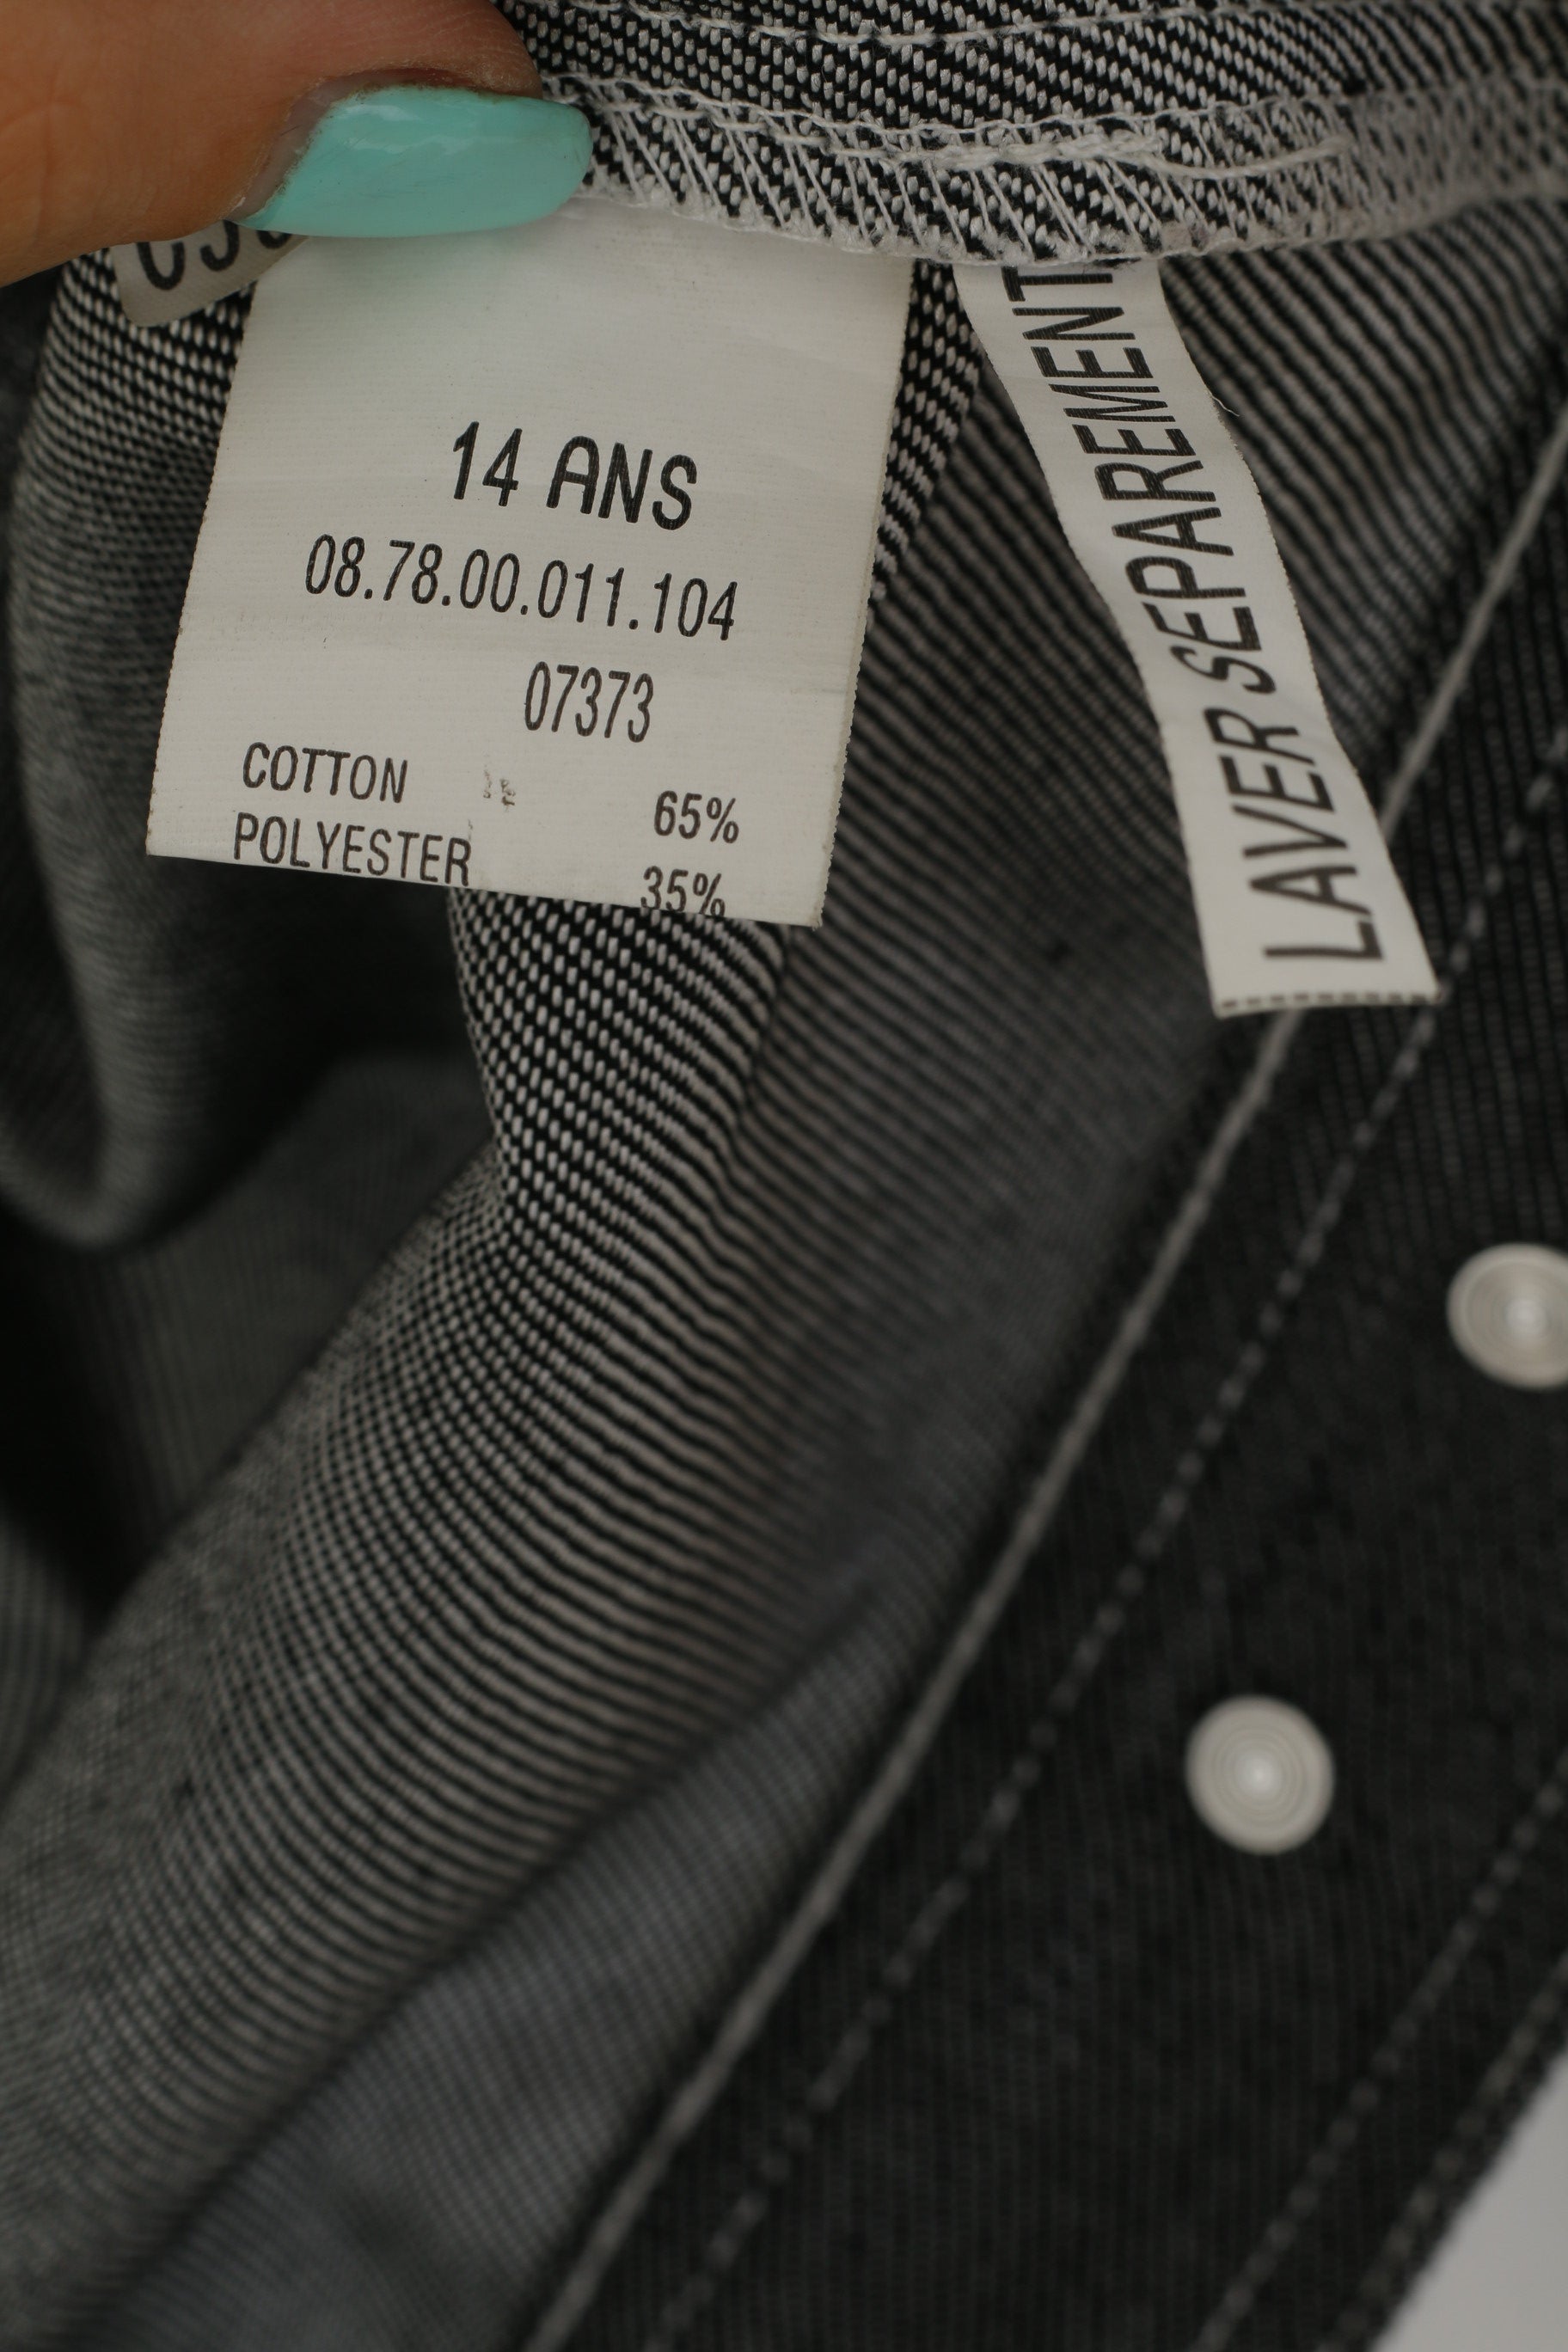 14 ANS
08.78.00.011.104
07373
COTTON 65%
POLYESTER 35%
LAVER SEPAREMENT